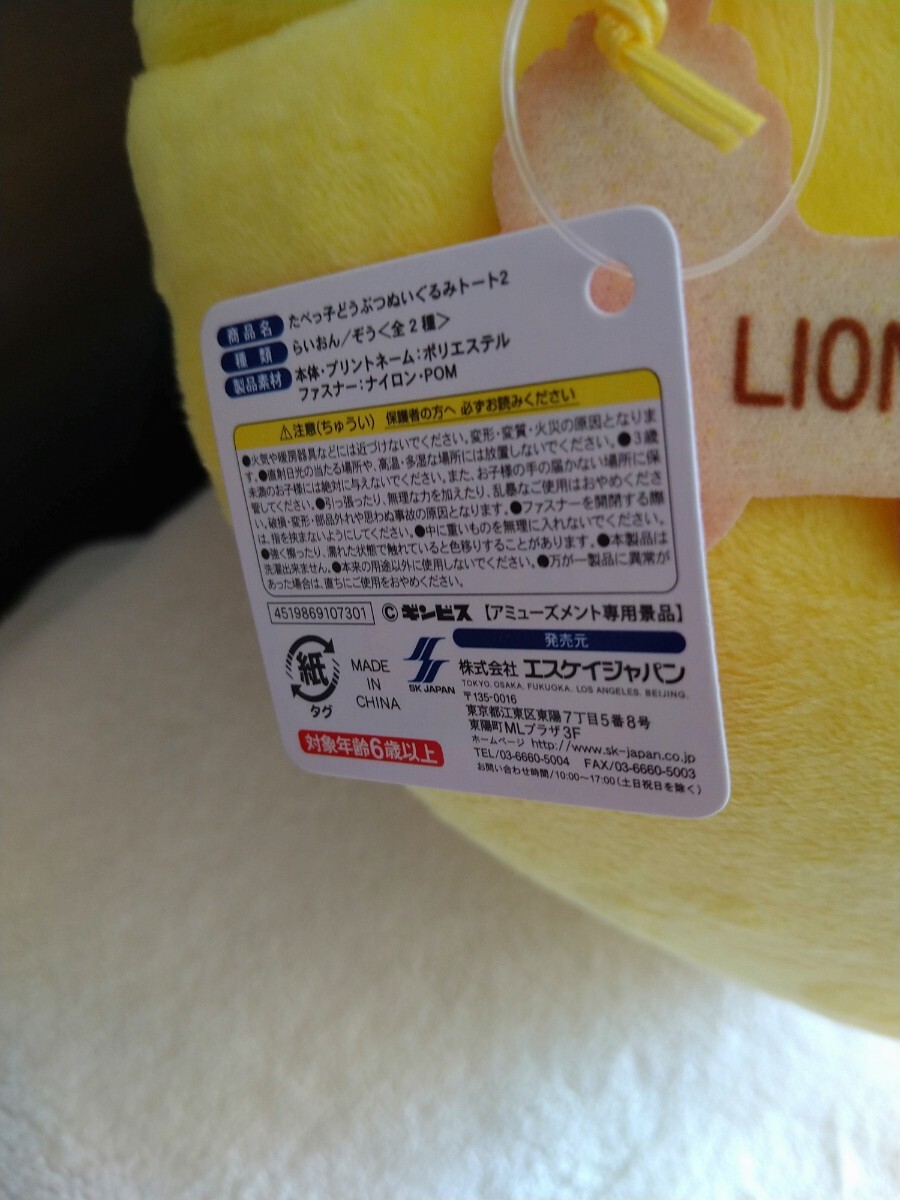 商品名 たべっ子どうぶつぬいぐるみトート2
種類 らいおん/ぞう<全2種>
製品素材 本体・プリントネーム:ポリエステル
ファスナー:ナイロン・POM
⚠注意(ちゅうい) 保護者の方へ 必ずお読みください
●火気や暖房器具などには近づけないでください。変形・変質・火災の原因となりま
す。●直射日光の当たる場所や、高温・多湿な場所には放置しないでください。●3歳
未満のお子様には絶対に与えないでください。また、お子様の手の届かない場所に保
管してください。●引っ張ったり、無理な力を加えたり、乱暴なご使用はおやめくださ
い。破損・変形・部品外れや思わぬ事故の原因となります。●ファスナーを開閉する際
は、指を挟まないようにしてください。●中に重いものを無理に入れないでください。
●強く擦ったり、濡れた状態で触れていると色移りすることがあります。●本製品は
洗濯出来ません。●本来の用途以外に使用しないでください。●万が一製品に異常が
あった場合は、直ちにご使用をおやめください。
4519869107301 ©ギンビス 【アミューズメント専用景品】
発売元
紙
タグ
MADE
IN
CHINA
SK JAPAN
株式会社 エスケイジャパン
TOKYO. OSAKA. FUKUOKA. LOS ANGELES. BEIJING.
〒135-0016
東京都江東区東陽7丁目5番8号
東陽町MLプラザ3F
ホームページ http://www.sk-japan.co.jp
TEL/03-6660-5004 FAX/03-6660-5003
お問い合わせ時間/10:00〜17:00(土日祝日を除く)
対象年齢6歳以上
LION